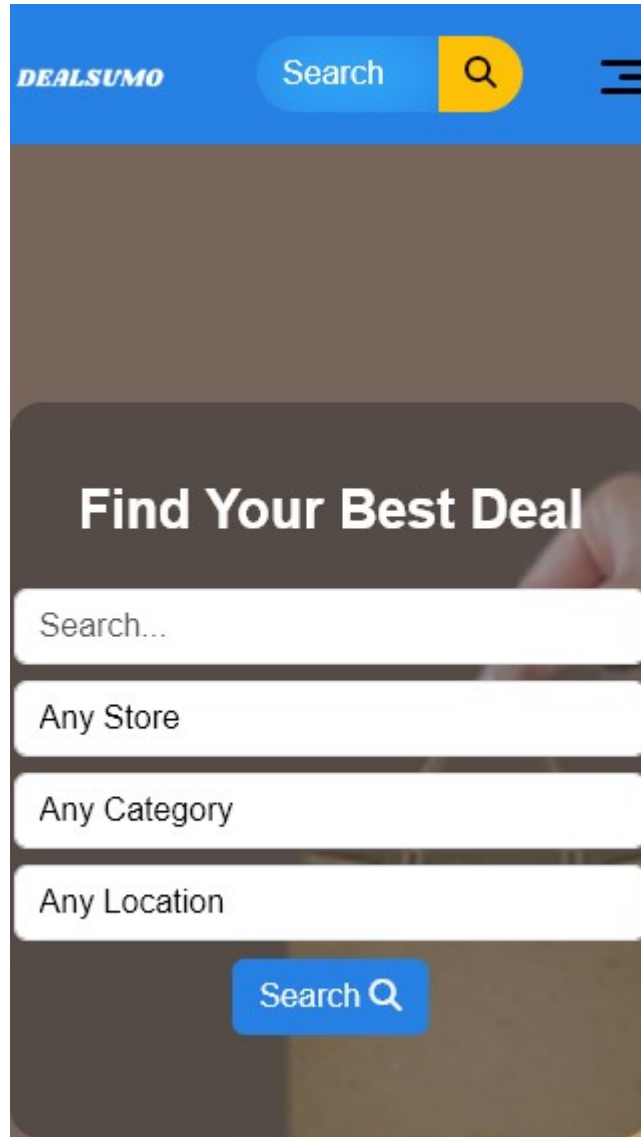 DEALSUMO Search
Find Your Best Deal
Search...
Any Store
Any Category
Any Location
Search